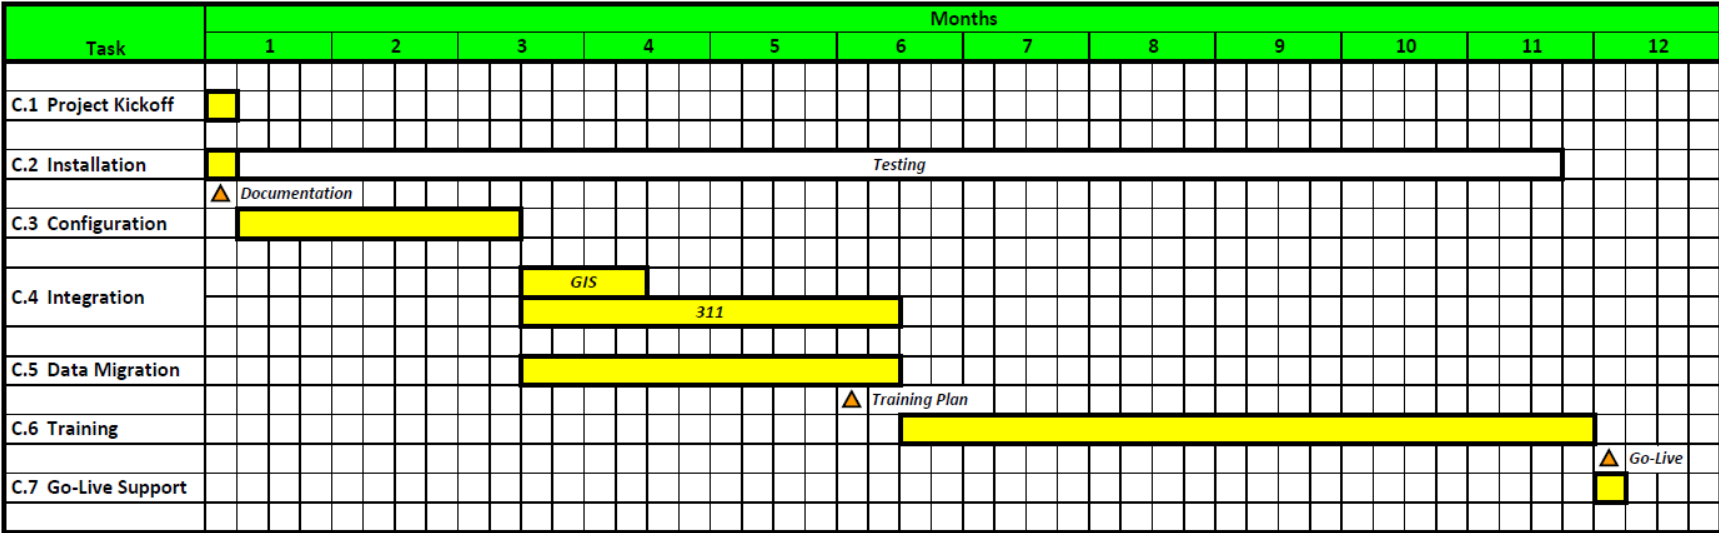 Months
Task 1 2 3 4 5 6 7 8 9 10 11 12
C.1 Project Kickoff
C.2 Installation Testing
Documentation
C.3 Configuration
GIS
C.4 Integration
311
C.5 Data Migration
Training Plan
C.6 Training
Go-Live
C.7 Go-Live Support